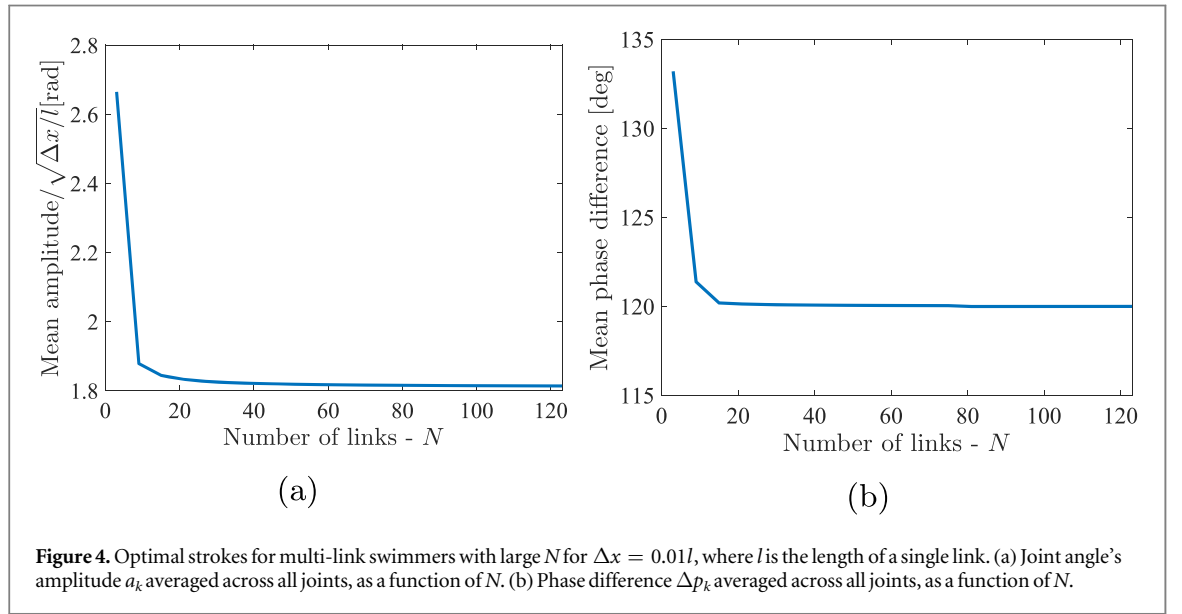 2.8
2.6
2.4
2.2
2
1.8
Mean amplitude/$\sqrt{\Delta x/l}$[rad]
0 20 40 60 80 100 120
Number of links - N
(a)
135
130
125
120
115
Mean phase difference [deg]
0 20 40 60 80 100 120
Number of links - N
(b)
Figure 4. Optimal strokes for multi-link swimmers with large N for Δx = 0.01l, where l is the length of a single link. (a) Joint angle's
amplitude a_k averaged across all joints, as a function of N. (b) Phase difference Δp_k averaged across all joints, as a function of N.